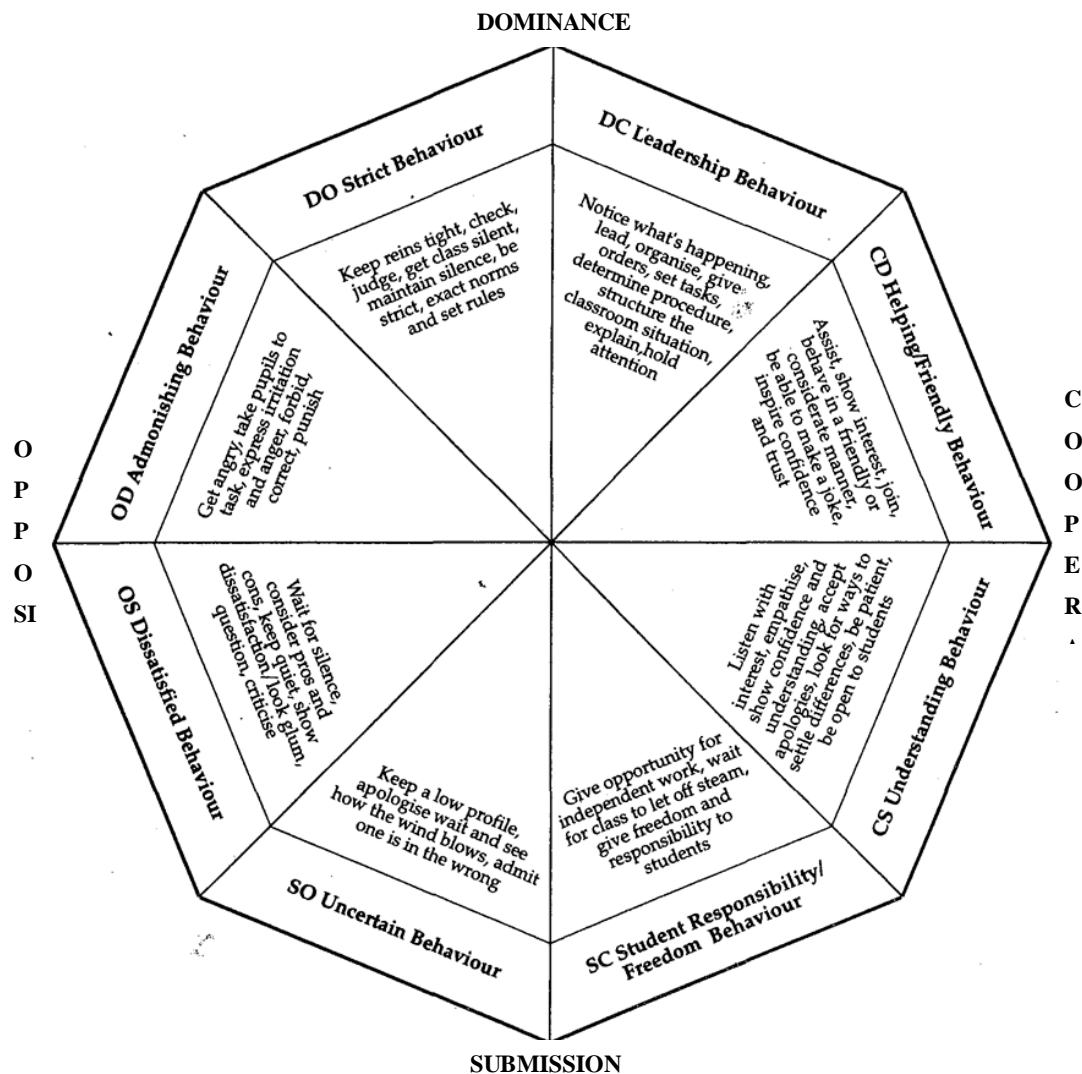 DOMINANCE
DC Leadership Behaviour
Notice what's happening,
lead, organise, give
orders, set tasks,
determine procedure,
structure the
classroom situation,
explain,hold
attention
CD Helping/Friendly Behaviour
Assist, show interest, join,
behave in a friendly or
considerate manner,
be able to make a joke,
inspire confidence
and trust
C
O
O
P
E
R
CS Understanding Behaviour
Listen with
interest, empathise,
show confidence and
understanding, accept
apologies, look for ways to
settle differences, be patient,
be open to students
SC Student Responsibility/
Freedom Behaviour
Give opportunity for
independent work, wait
for class to let off steam,
give freedom and
responsibility to
students
SUBMISSION
SO Uncertain Behaviour
Keep a low profile,
apologise wait and see
how the wind blows, admit
one is in the wrong
OS Dissatisfied Behaviour
Wait for silence,
consider pros and
cons, keep quiet, show
dissatisfaction/look glum,
question, criticise
O
P
P
O
SI
OD Admonishing Behaviour
Get angry, take pupils to
task, express irritation
and anger, forbid,
correct, punish
DO Strict Behaviour
Keep reins tight, check,
judge, get class silent,
maintain silence, be
strict, exact norms
and set rules